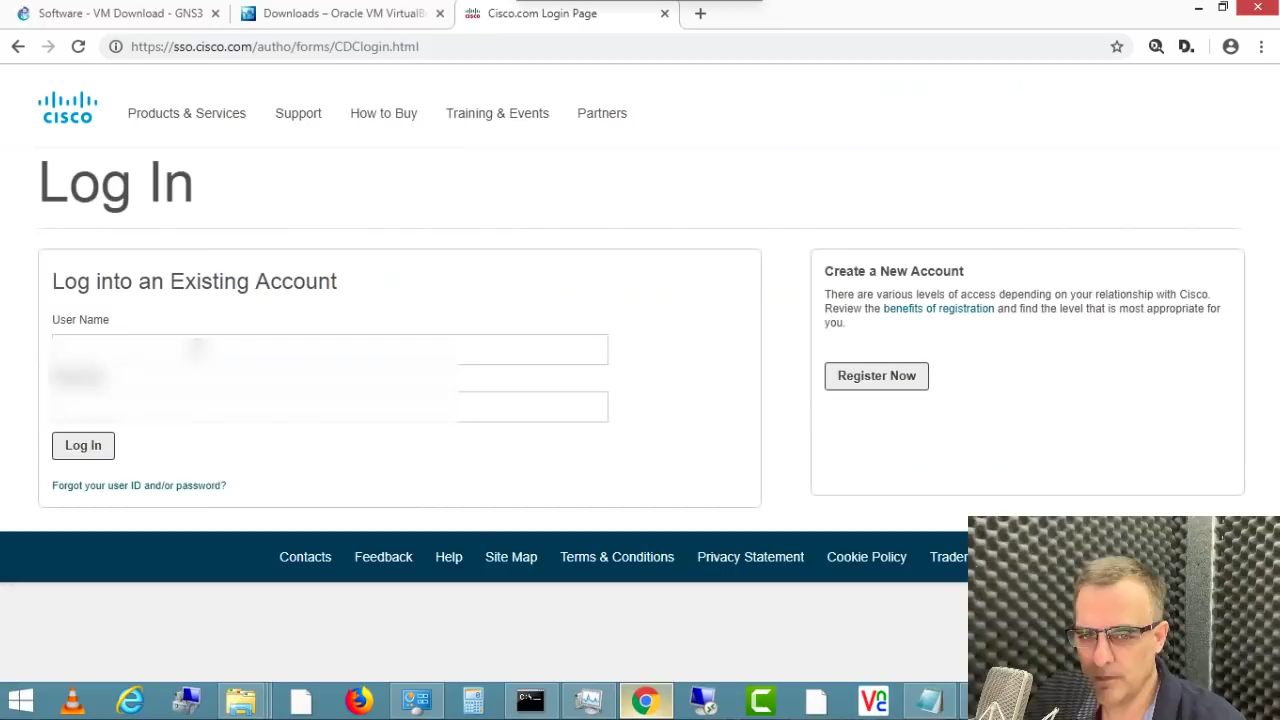 Software - VM Download - GNS3
Downloads – Oracle VM VirtualB
Cisco.com Login Page
https://sso.cisco.com/autho/forms/CDClogin.html
CISCO
Products & Services
Support
How to Buy
Training & Events
Partners
Log In
Log into an Existing Account
User Name
Log In
Forgot your user ID and/or password?
Create a New Account
There are various levels of access depending on your relationship with Cisco.
Review the benefits of registration and find the level that is most appropriate for
you.
Register Now
Contacts
Feedback
Help
Site Map
Terms & Conditions
Privacy Statement
Cookie Policy
Trader